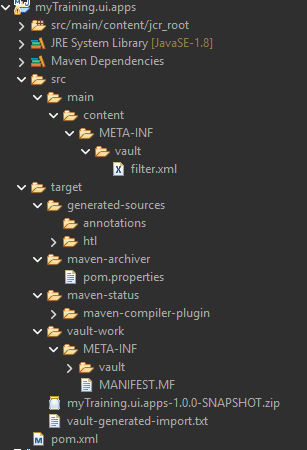 myTraining.ui.apps
src/main/content/jcr_root
JRE System Library [JavaSE-1.8]
Maven Dependencies
src
main
content
META-INF
vault
filter.xml
target
generated-sources
annotations
htl
maven-archiver
pom.properties
maven-status
maven-compiler-plugin
vault-work
META-INF
vault
MANIFEST.MF
myTraining.ui.apps-1.0.0-SNAPSHOT.zip
vault-generated-import.txt
pom.xml